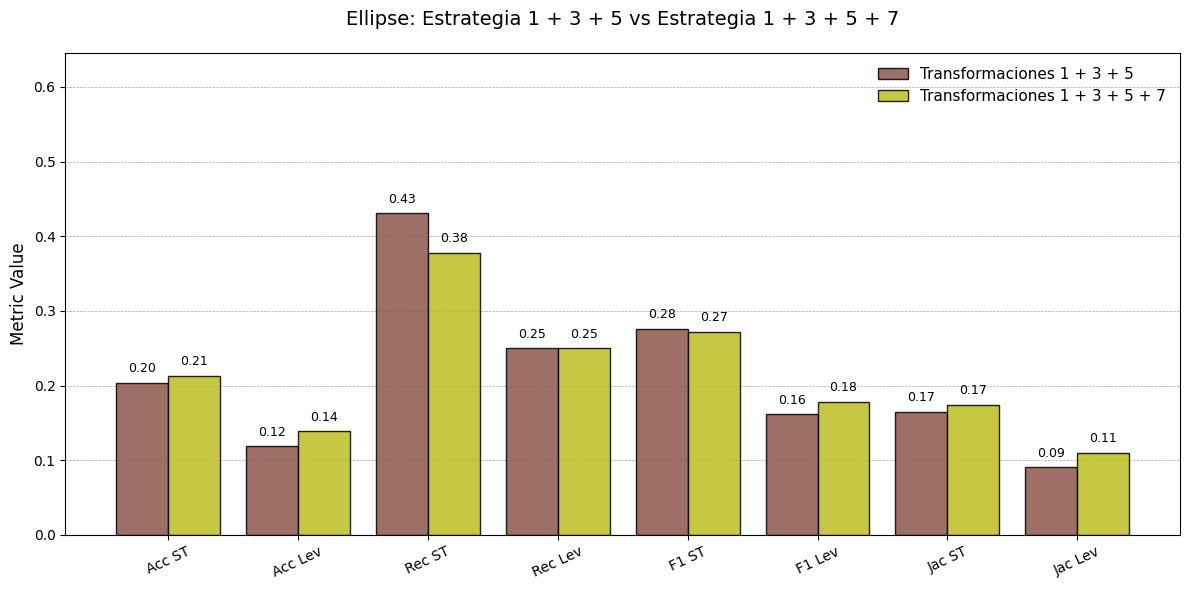 Ellipse: Estrategia 1 + 3 + 5 vs Estrategia 1 + 3 + 5 + 7
Transformaciones 1 + 3 + 5
Transformaciones 1 + 3 + 5 + 7
Metric Value
0.6
0.5
0.4
0.3
0.2
0.1
0.0
0.20
0.21
0.12
0.14
0.43
0.38
0.25
0.25
0.28
0.27
0.16
0.18
0.17
0.17
0.09
0.11
Acc ST
Acc Lev
Rec ST
Rec Lev
F1 ST
F1 Lev
Jac ST
Jac Lev